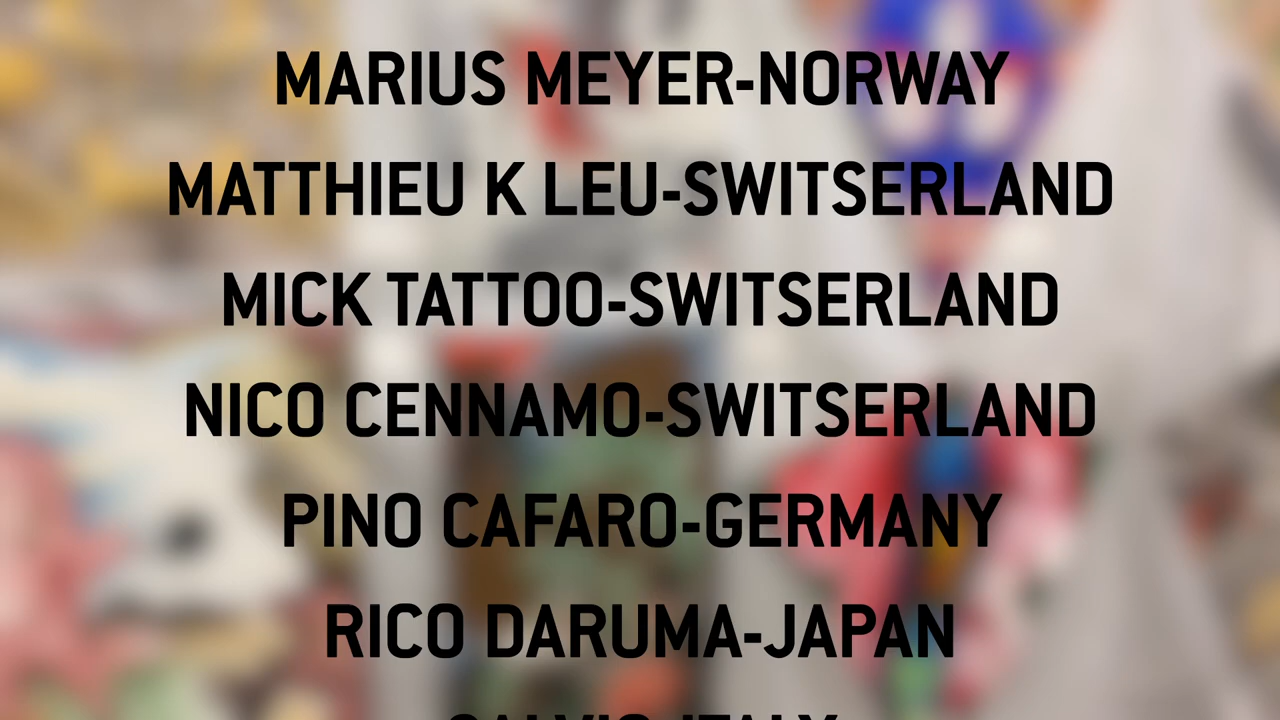 MARIUS MEYER-NORWAY
MATTHIEU K LEU-SWITSERLAND
MICK TATTOO-SWITSERLAND
NICO CENNAMO-SWITSERLAND
PINO CAFARO-GERMANY
RICO DARUMA-JAPAN